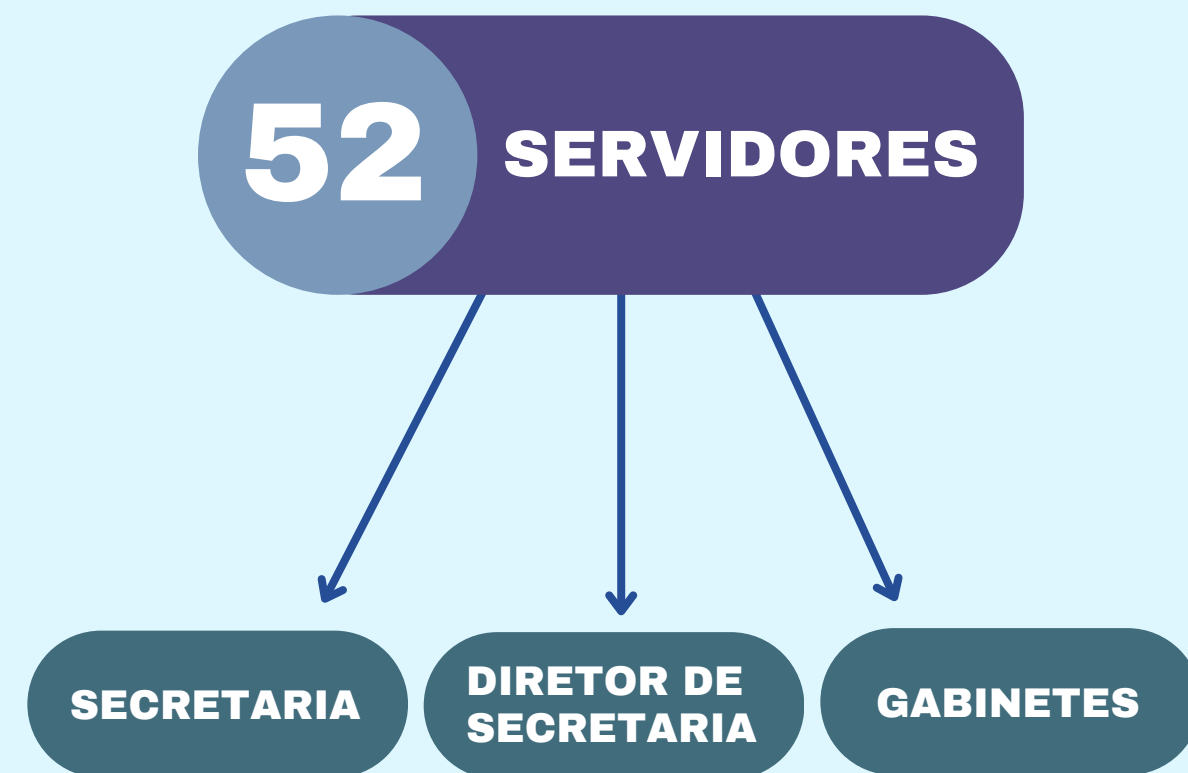 52
SERVIDORES
SECRETARIA
DIRETOR DE
SECRETARIA
GABINETES